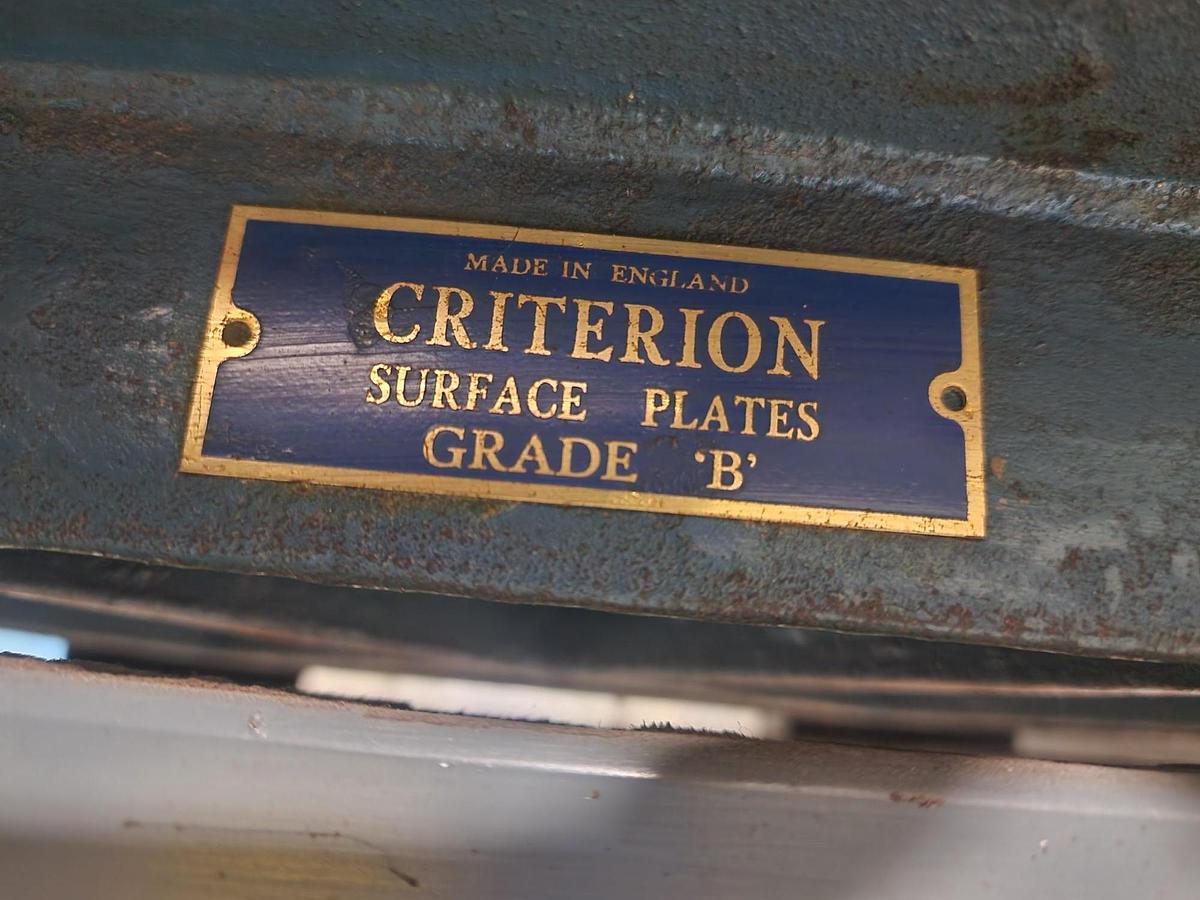 MADE IN ENGLAND
CRITERION
SURFACE PLATES
GRADE ‘B’